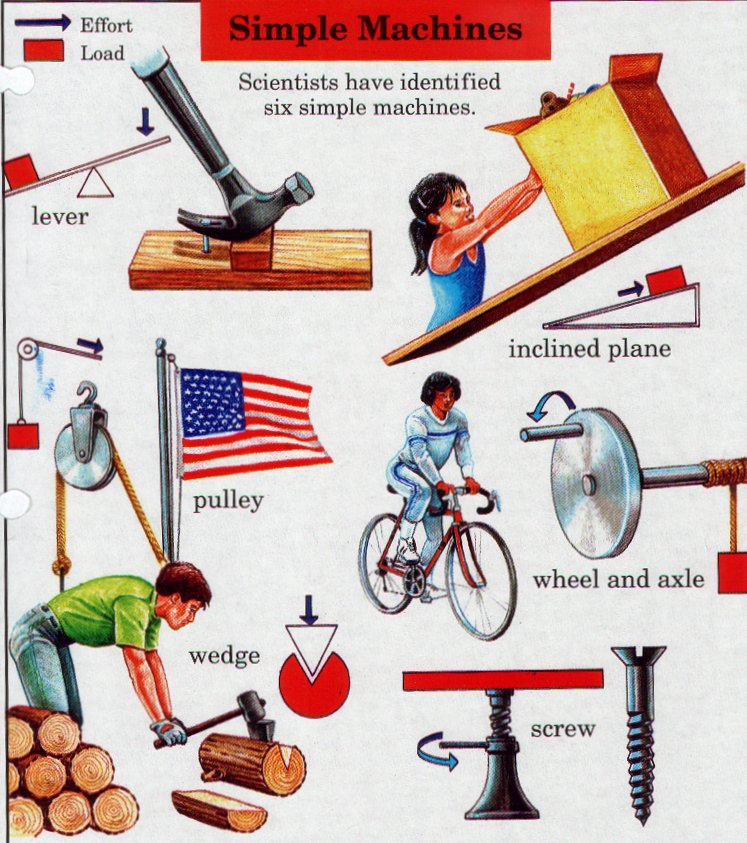 Effort
Load
Simple Machines
Scientists have identified
six simple machines.
lever
inclined plane
pulley
wheel and axle
wedge
screw